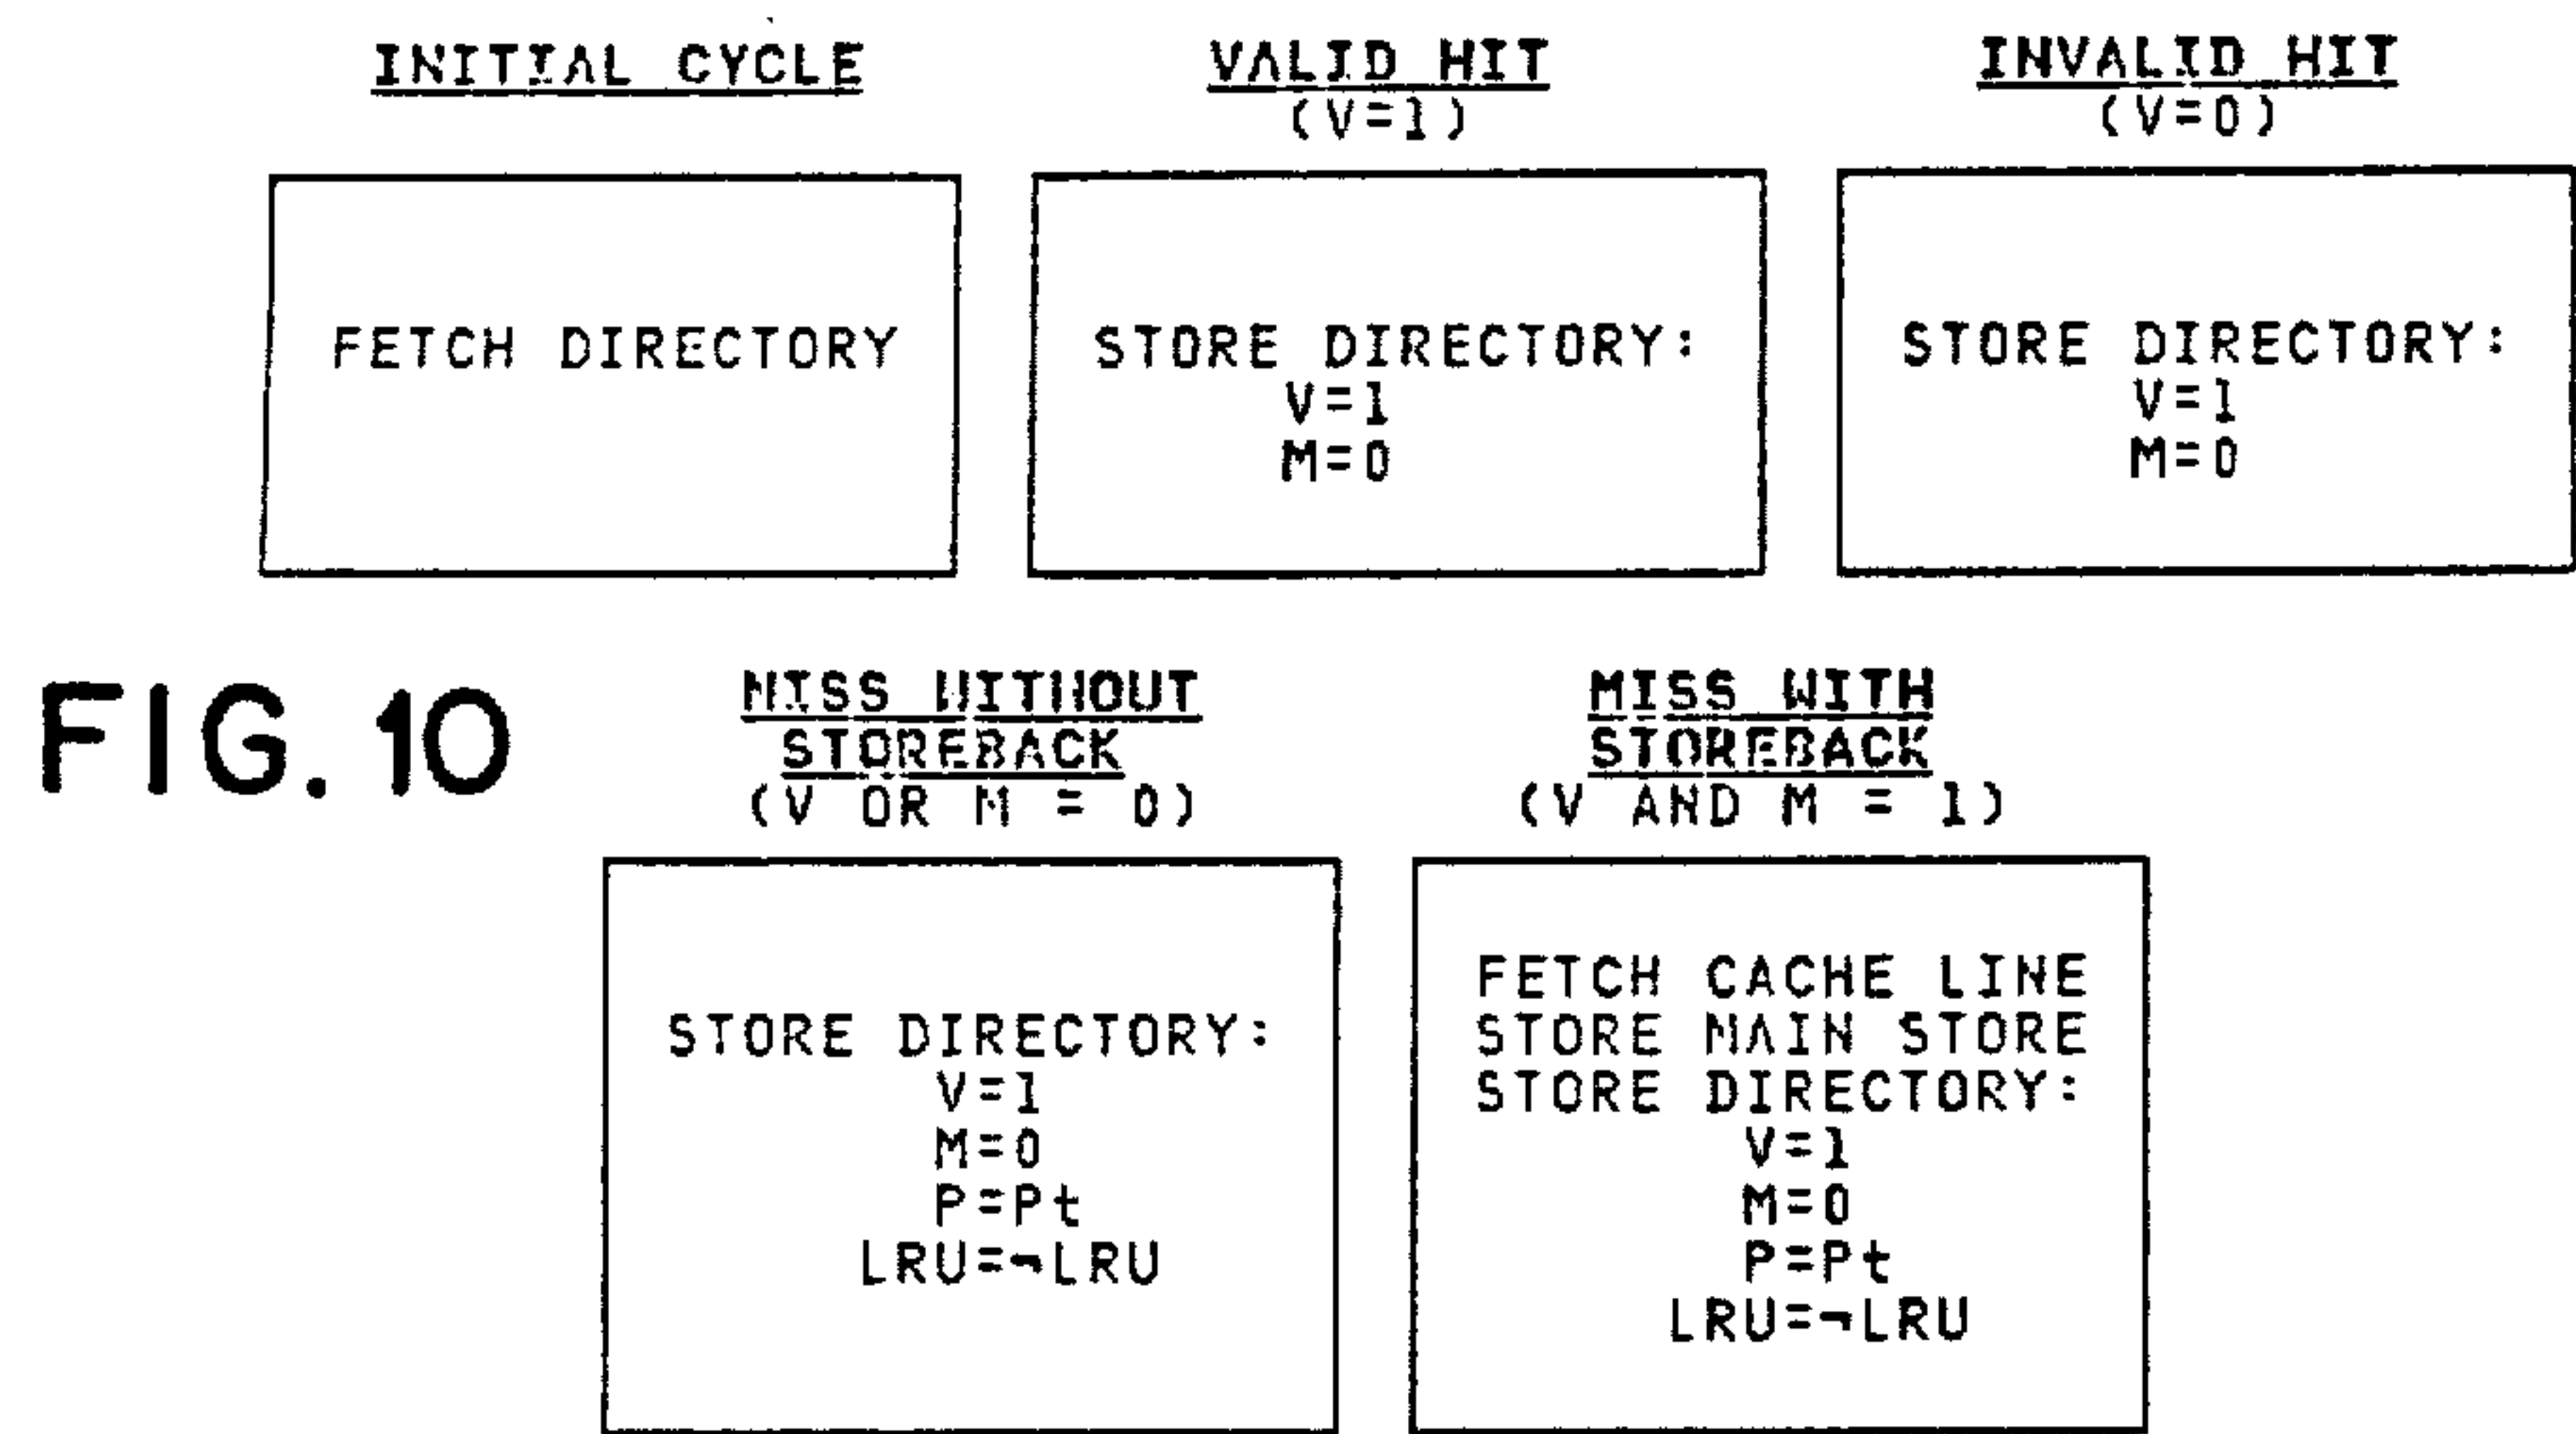 INITIAL CYCLE
VALID HIT
(V=1)
INVALID HIT
(V=0)
FETCH DIRECTORY
STORE DIRECTORY:
V=1
M=0
STORE DIRECTORY:
V=1
M=0
FIG. 10
MISS WITHOUT
STOREBACK
(V OR M = 0)
MISS WITH
STOREBACK
(V AND M = 1)
STORE DIRECTORY:
V=1
M=0
P=Pt
LRU=¬LRU
FETCH CACHE LINE
STORE MAIN STORE
STORE DIRECTORY:
V=1
M=0
P=Pt
LRU=¬LRU